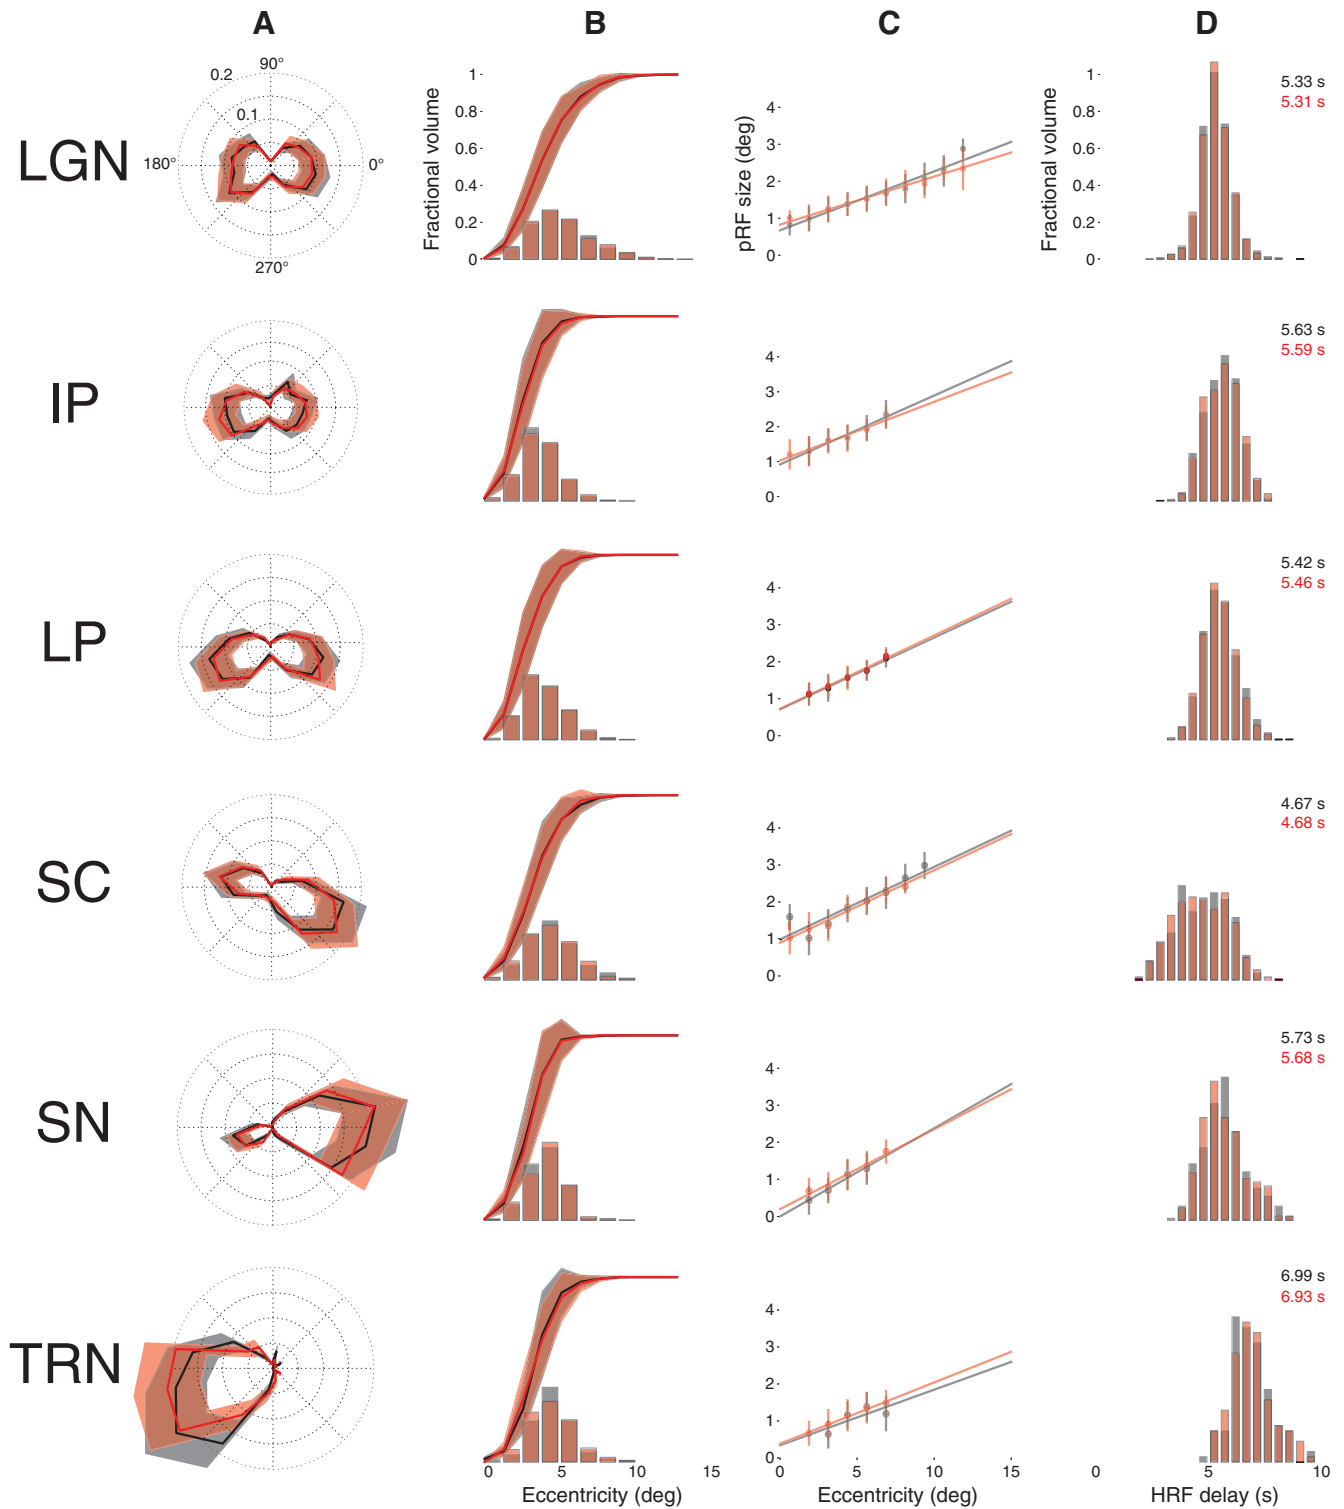 A B C D
LGN
90°
0.2
0.1
180° 0°
270°
Fractional volume
1
0.8
0.6
0.4
0.2
0
pRF size (deg)
4
3
2
1
0
Fractional volume
1
0.8
0.6
0.4
0.2
0
5.33 s
5.31 s
IP
4
3
2
1
0
5.63 s
5.59 s
LP
4
3
2
1
0
5.42 s
5.46 s
SC
4
3
2
1
0
4.67 s
4.68 s
SN
4
3
2
1
0
5.73 s
5.68 s
TRN
4
3
2
1
0
6.99 s
6.93 s
0 5 10 15
Eccentricity (deg)
0 5 10 15
Eccentricity (deg)
0 5 10
HRF delay (s)